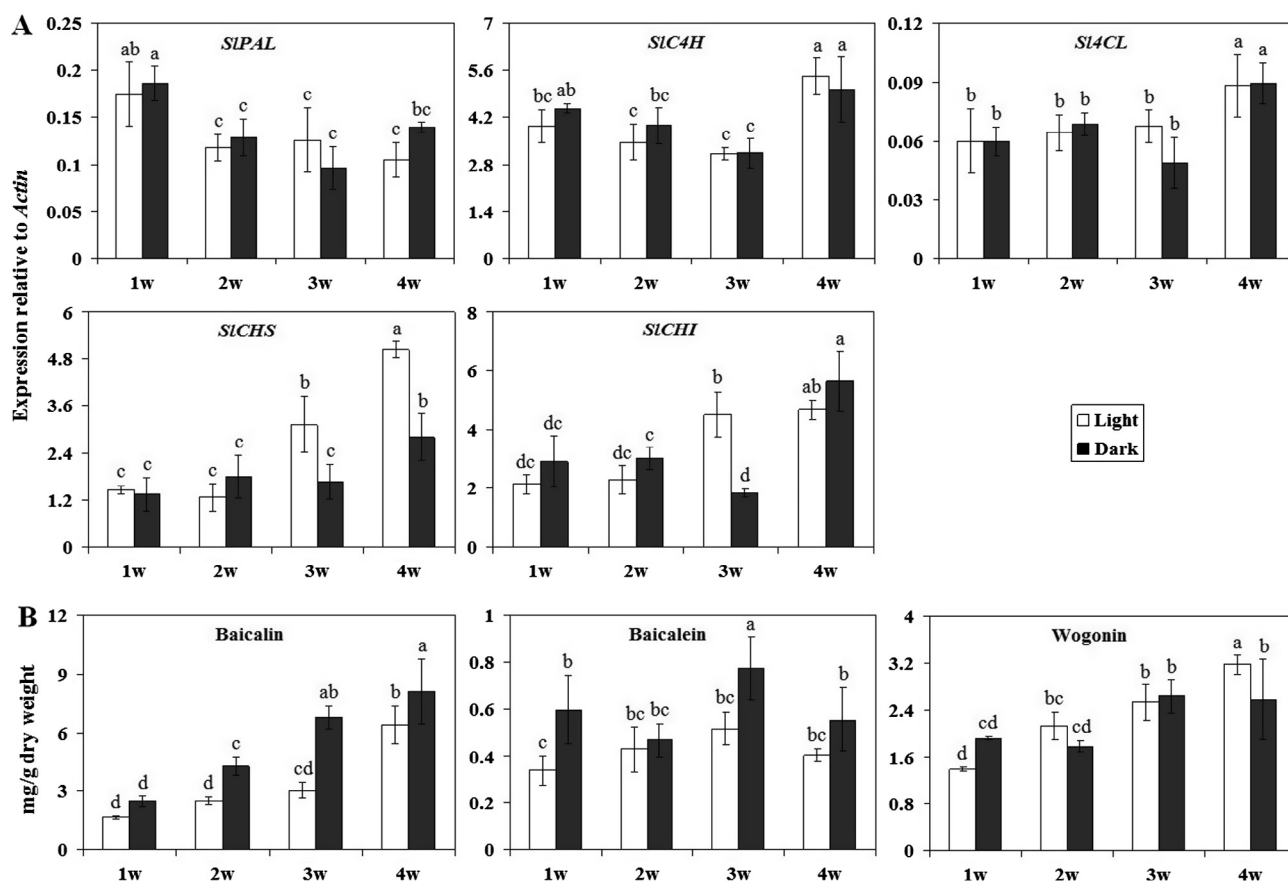 A
Expression relative to Actin
SlPAL
0.25
0.2
0.15
0.1
0.05
0
ab a c c c c c bc
1w 2w 3w 4w
SlC4H
7
5.6
4.2
2.8
1.4
0
bc ab c bc c c a a
1w 2w 3w 4w
Sl4CL
0.12
0.09
0.06
0.03
0
b b b b b b a a
1w 2w 3w 4w
SlCHS
6
4.8
3.6
2.4
1.2
0
c c c c b c a b
1w 2w 3w 4w
SlCHI
8
6
4
2
0
dc dc dc c b d ab a
1w 2w 3w 4w
Light
Dark
B
mg/g dry weight
Baicalin
12
9
6
3
0
d d d c cd ab b a
1w 2w 3w 4w
Baicalein
1
0.8
0.6
0.4
0.2
0
c b bc bc bc a bc b
1w 2w 3w 4w
Wogonin
4
3.2
2.4
1.6
0.8
0
d cd bc cd b b a b
1w 2w 3w 4w